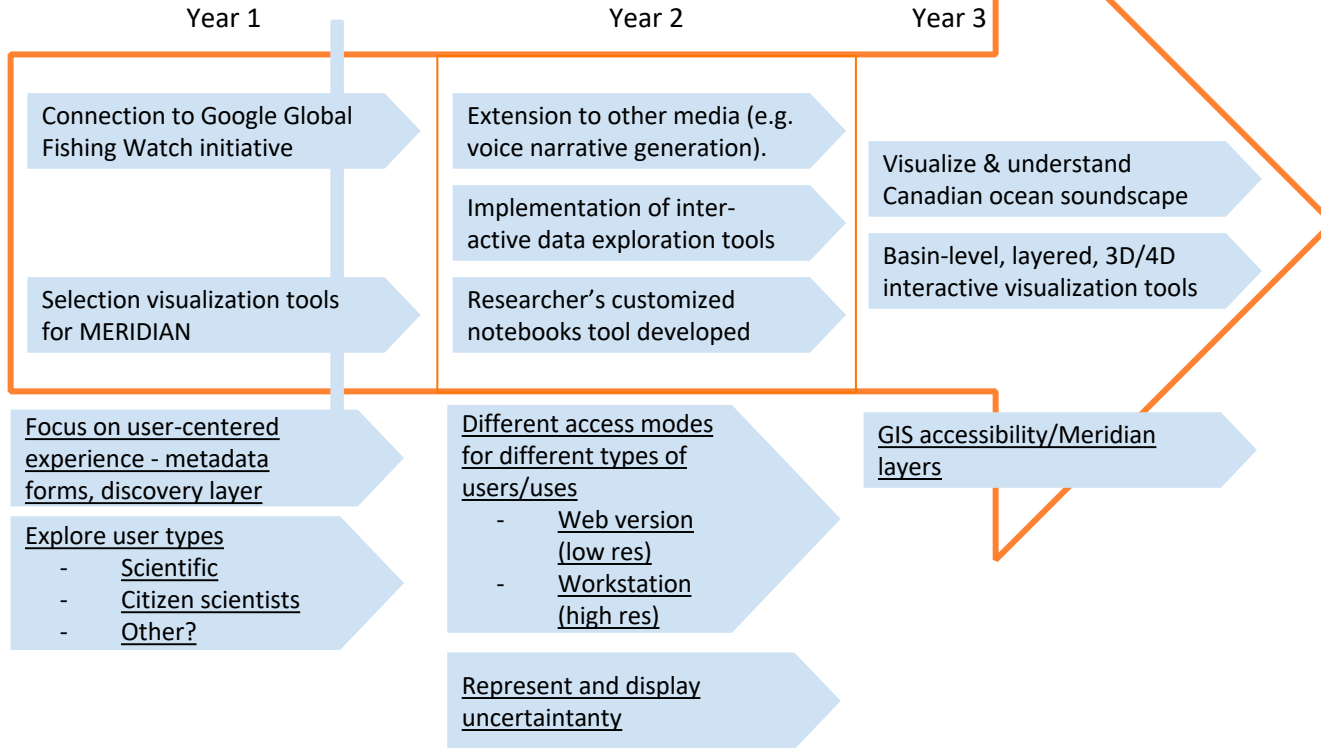 Year 1
Year 2
Year 3
Connection to Google Global
Fishing Watch initiative
Selection visualization tools
for MERIDIAN
Extension to other media (e.g.
voice narrative generation).
Implementation of inter-
active data exploration tools
Researcher’s customized
notebooks tool developed
Visualize & understand
Canadian ocean soundscape
Basin-level, layered, 3D/4D
interactive visualization tools
Focus on user-centered
experience - metadata
forms, discovery layer
Explore user types
- Scientific
- Citizen scientists
- Other?
Different access modes
for different types of
users/uses
- Web version
(low res)
- Workstation
(high res)
Represent and display
uncertaintanty
GIS accessibility/Meridian
layers